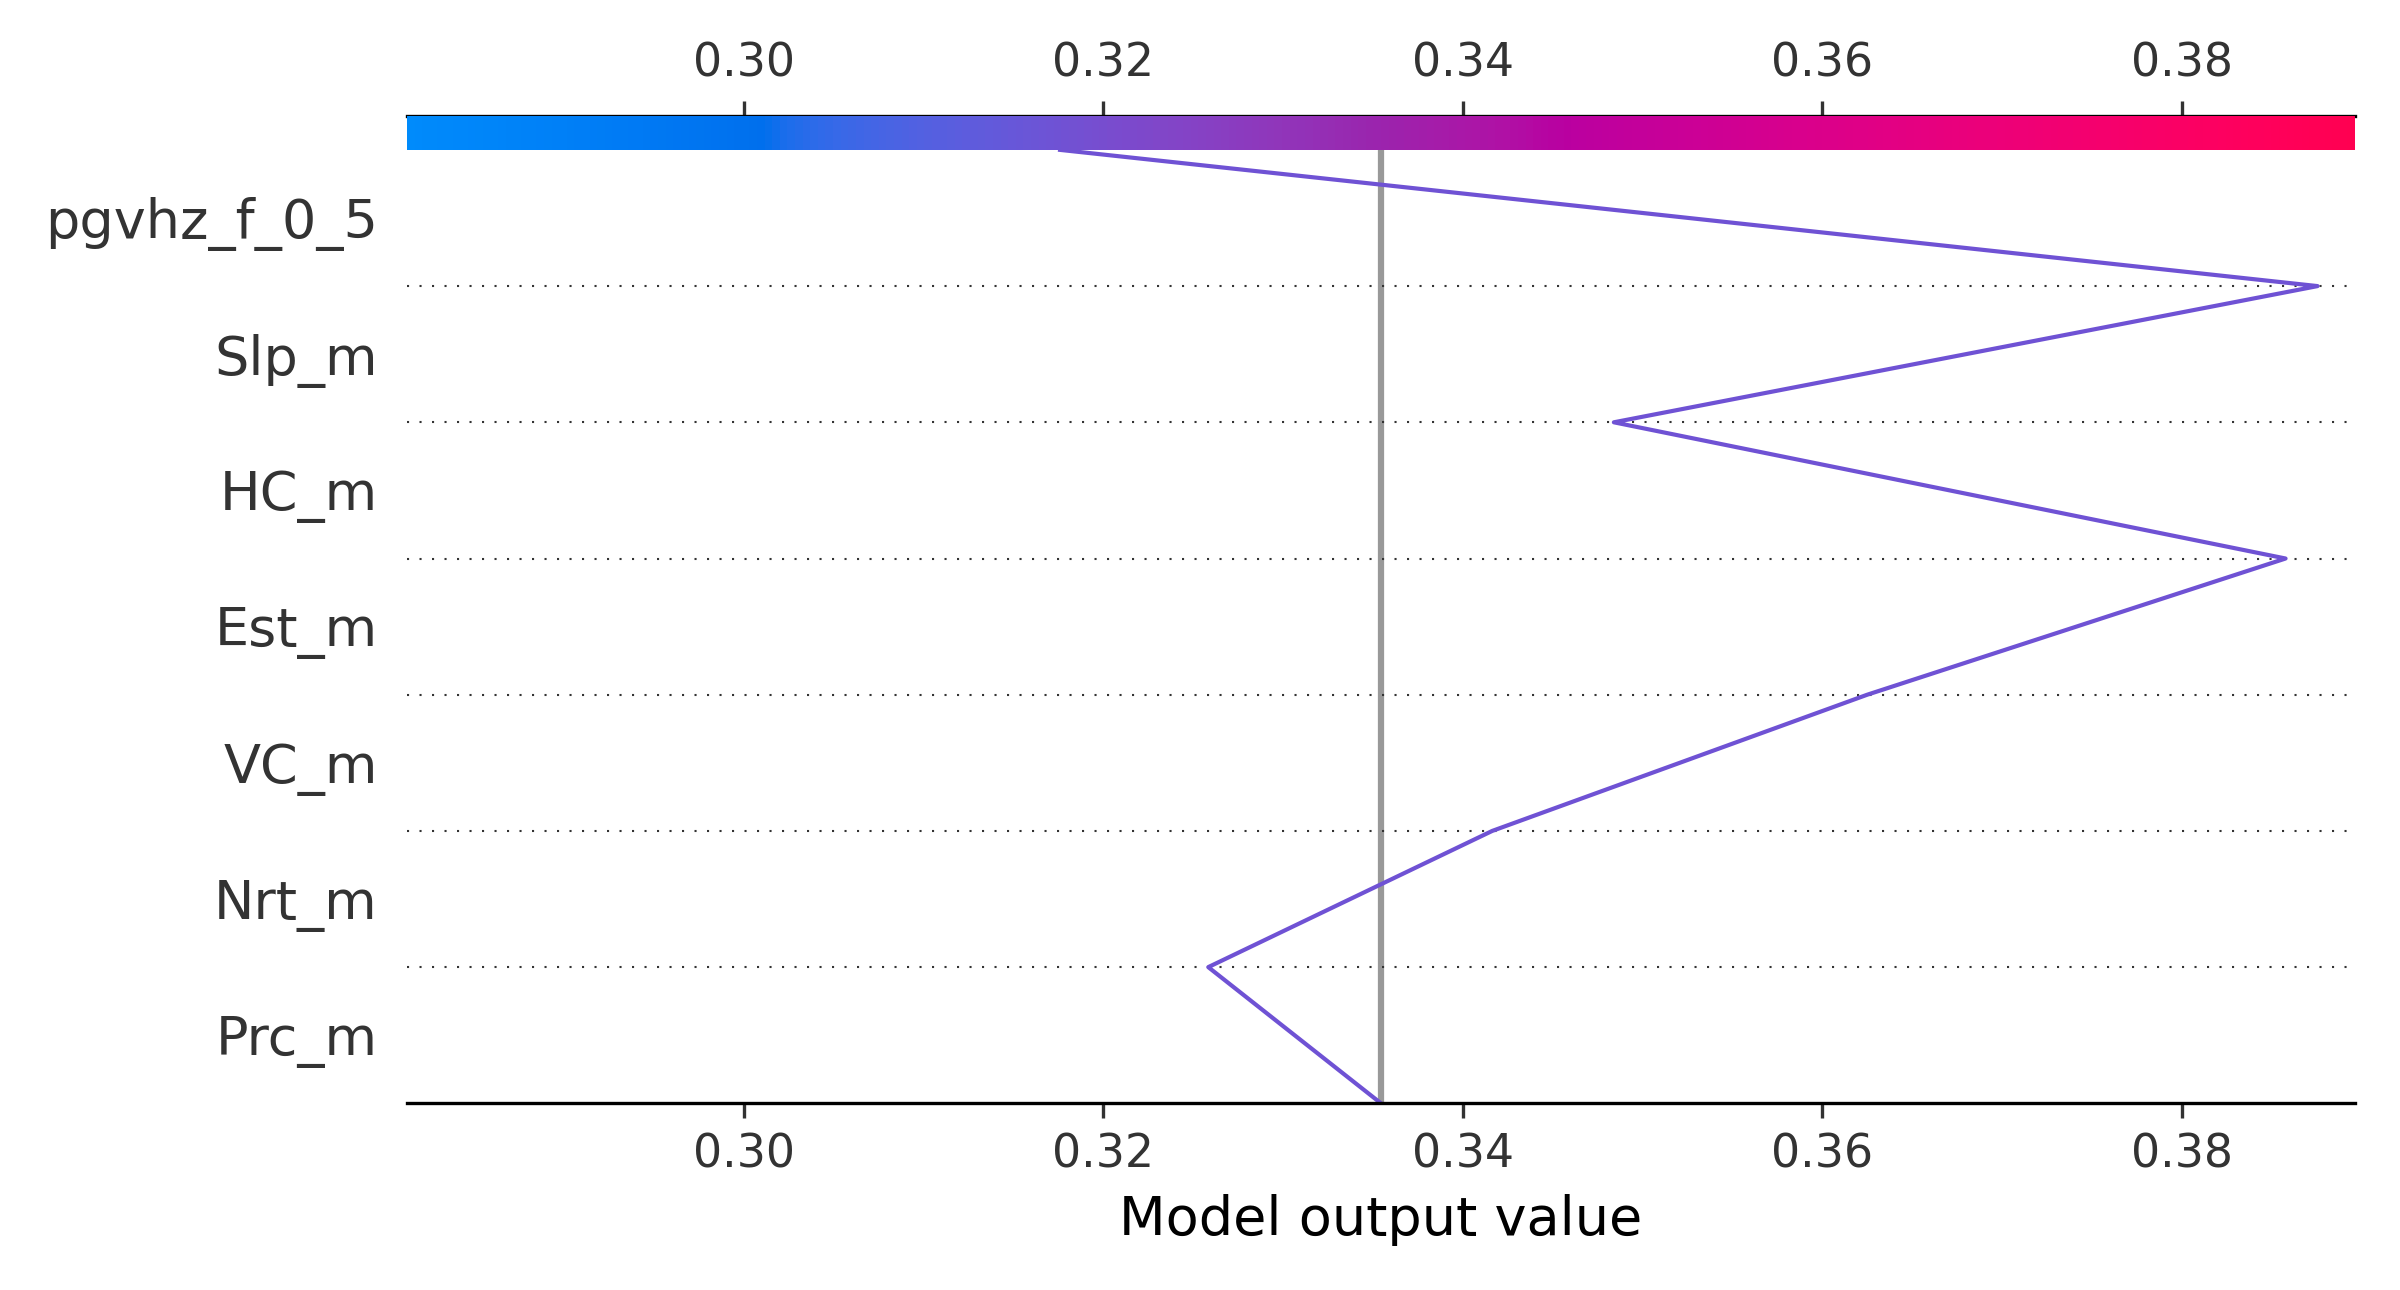 0.30 0.32 0.34 0.36 0.38
pgvhz_f_0_5
Slp_m
HC_m
Est_m
VC_m
Nrt_m
Prc_m
0.30 0.32 0.34 0.36 0.38
Model output value